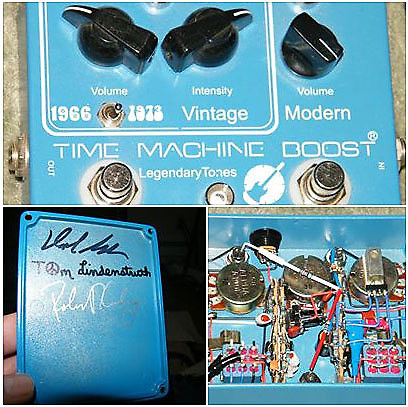 Volume Intensity Volume
1966 1973 Vintage Modern
TIME MACHINE BOOST®
OUT LegendaryTones IN
Tom Lindenstruth